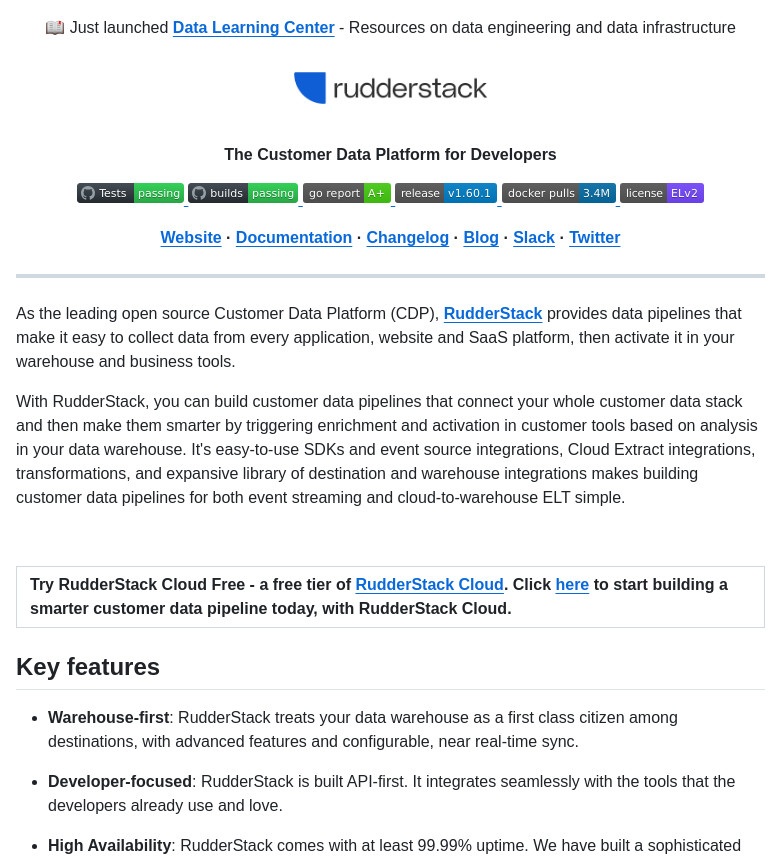 📖 Just launched Data Learning Center - Resources on data engineering and data infrastructure
rudderstack
The Customer Data Platform for Developers
Tests passing builds passing go report A+ release v1.60.1 docker pulls 3.4M license ELv2
Website · Documentation · Changelog · Blog · Slack · Twitter
As the leading open source Customer Data Platform (CDP), RudderStack provides data pipelines that
make it easy to collect data from every application, website and SaaS platform, then activate it in your
warehouse and business tools.
With RudderStack, you can build customer data pipelines that connect your whole customer data stack
and then make them smarter by triggering enrichment and activation in customer tools based on analysis
in your data warehouse. It's easy-to-use SDKs and event source integrations, Cloud Extract integrations,
transformations, and expansive library of destination and warehouse integrations makes building
customer data pipelines for both event streaming and cloud-to-warehouse ELT simple.
Try RudderStack Cloud Free - a free tier of RudderStack Cloud. Click here to start building a
smarter customer data pipeline today, with RudderStack Cloud.
Key features
• Warehouse-first: RudderStack treats your data warehouse as a first class citizen among
destinations, with advanced features and configurable, near real-time sync.
• Developer-focused: RudderStack is built API-first. It integrates seamlessly with the tools that the
developers already use and love.
• High Availability: RudderStack comes with at least 99.99% uptime. We have built a sophisticated